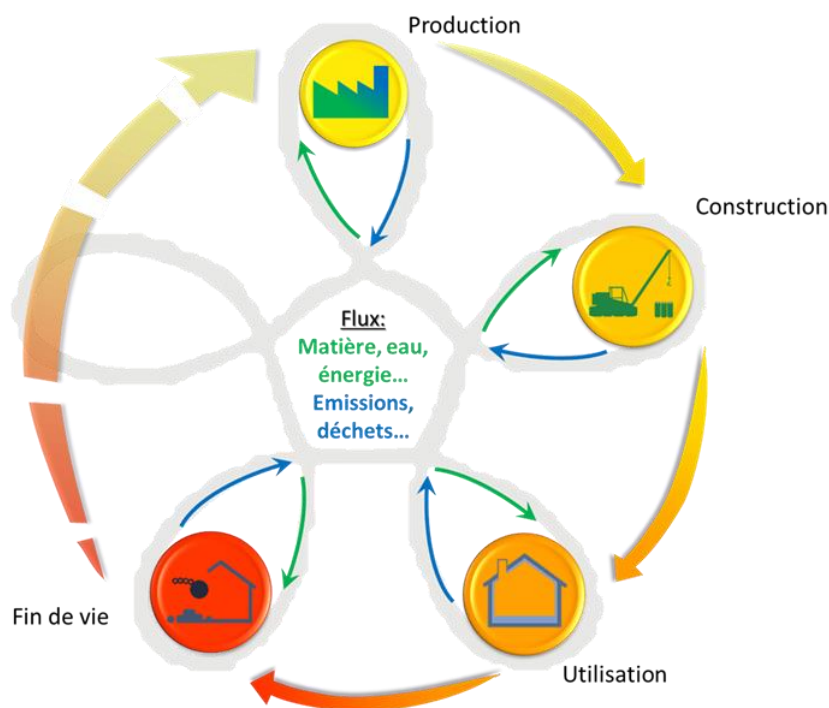 Production
Construction
Flux:
Matière, eau,
énergie...
Emissions,
déchets...
Fin de vie
Utilisation